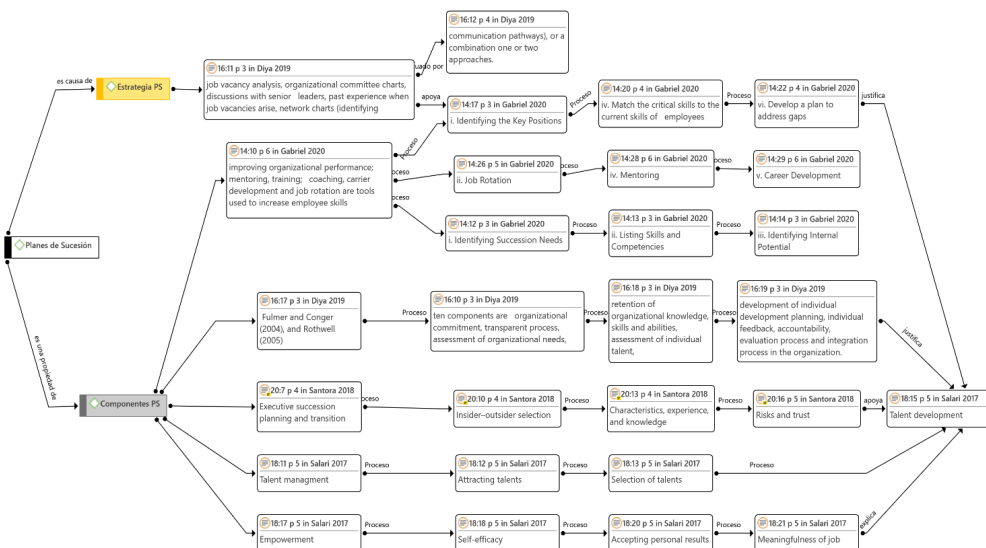 16:12 p 4 in Diya 2019
communication pathways), or a
combination one or two
approaches.
es causa de
Estrategia PS
16:11 p 3 in Diya 2019
job vacancy analysis, organizational committee charts,
discussions with senior leaders, past experience when
job vacancies arise, network charts (identifying
uado por
apoya
14:17 p 3 in Gabriel 2020
i. Identifying the Key Positions
Proceso
14:20 p 4 in Gabriel 2020
iv. Match the critical skills to the
current skills of employees
Proceso
14:22 p 4 in Gabriel 2020
vi. Develop a plan to
address gaps
justifica
14:10 p 6 in Gabriel 2020
improving organizational performance;
mentoring, training; coaching, carrier
development and job rotation are tools
used to increase employee skills
Proceso
oceso
14:26 p 5 in Gabriel 2020
ii. Job Rotation
oceso
14:28 p 6 in Gabriel 2020
iv. Mentoring
oceso
14:29 p 6 in Gabriel 2020
v. Career Development
oceso
14:12 p 3 in Gabriel 2020
i. Identifying Succession Needs
Proceso
14:13 p 3 in Gabriel 2020
ii. Listing Skills and
Competencies
Proceso
14:14 p 3 in Gabriel 2020
iii. Identifying Internal
Potential
Planes de Sucesión
es una propiedad de
Componentes PS
16:17 p 3 in Diya 2019
Fulmer and Conger
(2004), and Rothwell
(2005)
Proceso
16:10 p 3 in Diya 2019
ten components are organizational
commitment, transparent process,
assessment of organizational needs,
Proceso
16:18 p 3 in Diya 2019
retention of
organizational knowledge,
skills and abilities,
assessment of individual
talent,
Proceso
16:19 p 3 in Diya 2019
development of individual
development planning, individual
feedback, accountability,
evaluation process and integration
process in the organization.
justifica
20:7 p 4 in Santora 2018
Executive succession
planning and transition
oceso
20:10 p 4 in Santora 2018
Insider–outsider selection
Proceso
20:13 p 4 in Santora 2018
Characteristics, experience,
and knowledge
Proceso
20:16 p 5 in Santora 2018
Risks and trust
apoya
18:15 p 5 in Salari 2017
Talent development
18:11 p 5 in Salari 2017
Talent managment
Proceso
18:12 p 5 in Salari 2017
Attracting talents
Proceso
18:13 p 5 in Salari 2017
Selection of talents
Proceso
18:17 p 5 in Salari 2017
Empowerment
Proceso
18:18 p 5 in Salari 2017
Self-efficacy
Proceso
18:20 p 5 in Salari 2017
Accepting personal results
Proceso
18:21 p 5 in Salari 2017
Meaningfulness of job
explica